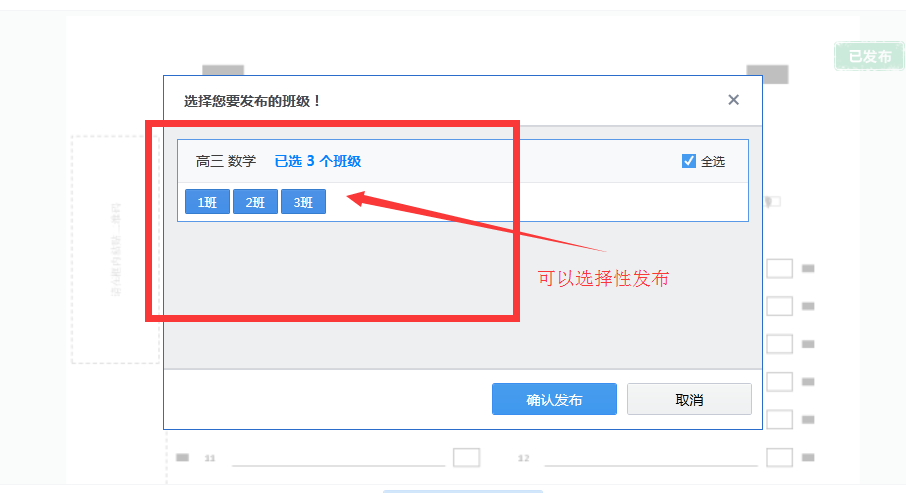 已发布
选择您要发布的班级！
高三 数学 已选 3 个班级
全选
1班 2班 3班
可以选择性发布
确认发布
取消
11
12